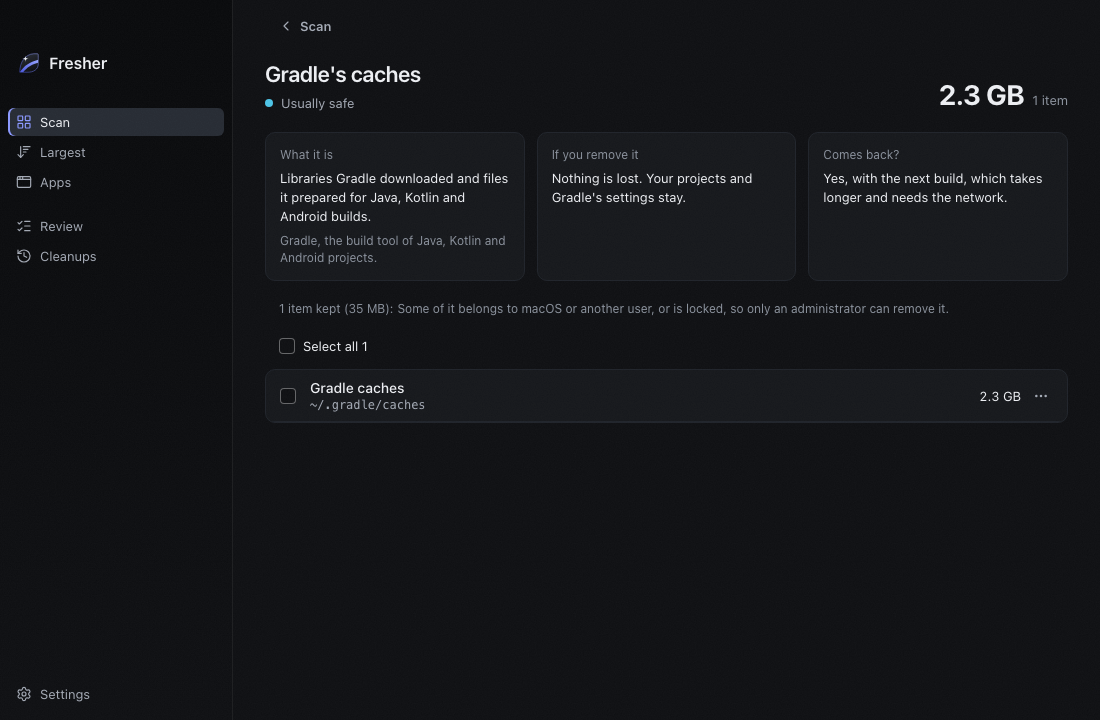 Scan
Gradle's caches
Usually safe
2.3 GB 1 item
Fresher
Scan
Largest
Apps
Review
Cleanups
Settings
What it is
Libraries Gradle downloaded and files
it prepared for Java, Kotlin and
Android builds.
Gradle, the build tool of Java, Kotlin and
Android projects.
If you remove it
Nothing is lost. Your projects and
Gradle's settings stay.
Comes back?
Yes, with the next build, which takes
longer and needs the network.
1 item kept (35 MB): Some of it belongs to macOS or another user, or is locked, so only an administrator can remove it.
Select all 1
Gradle caches
~/.gradle/caches
2.3 GB